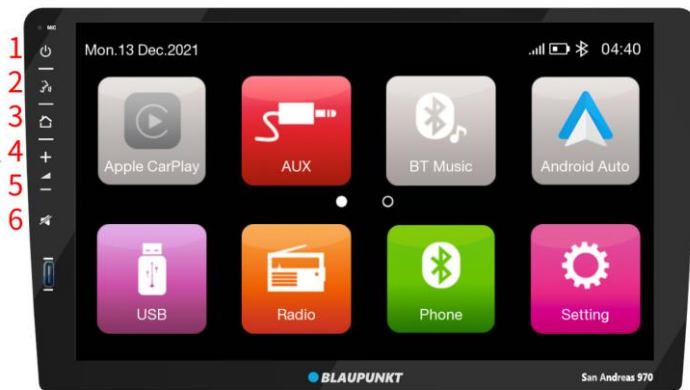 MIC
1
2
3
4
5
6
Mon.13 Dec.2021 04:40
Apple CarPlay AUX BT Music Android Auto
USB Radio Phone Setting
BLAUPUNKT San Andreas 970